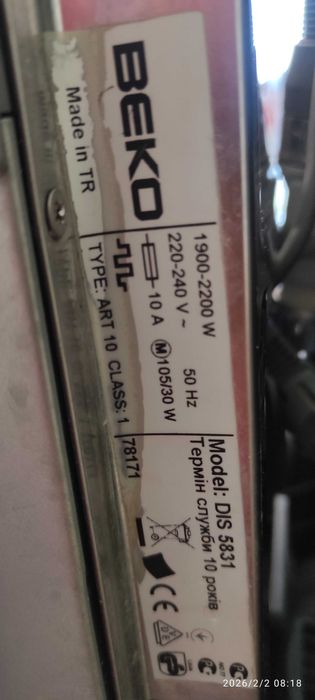 BEKO
Made in TR
1900-2200 W
220-240 V ~ 50 Hz
10 A M 105/30 W
TYPE: ART 10 CLASS: 1
78171
Model: DIS 5831
Термін служби 10 років
CE
2026/2/2 08:18